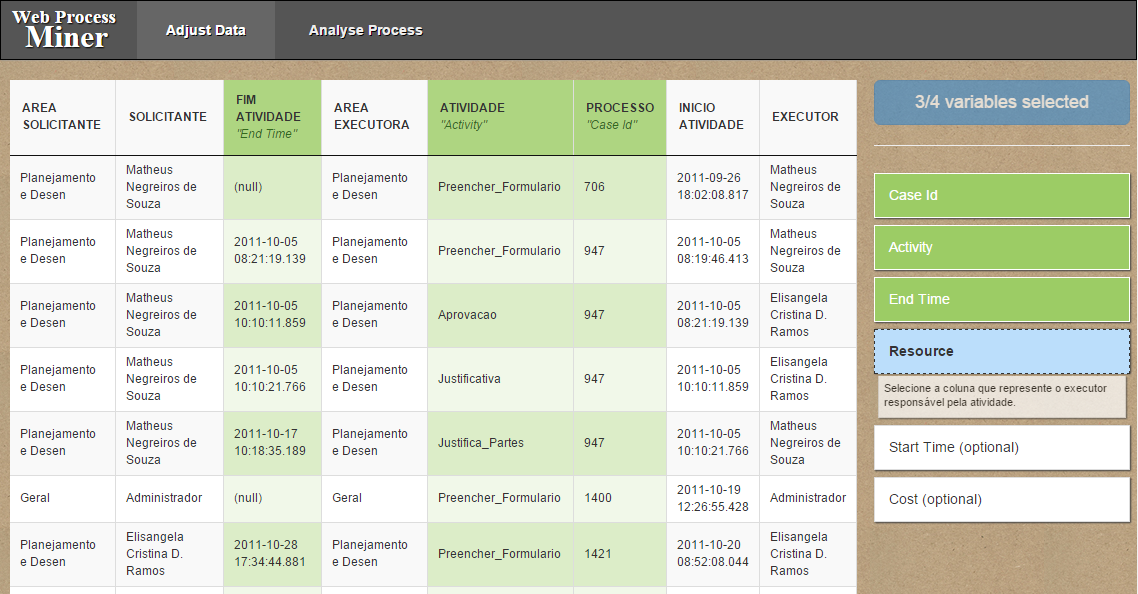 Web Process
Miner
Adjust Data
Analyse Process
AREA
SOLICITANTE
SOLICITANTE
FIM
ATIVIDADE
"End Time"
AREA
EXECUTORA
ATIVIDADE
"Activity"
PROCESSO
"Case Id"
INICIO
ATIVIDADE
EXECUTOR
Planejamento
e Desen
Matheus
Negreiros de
Souza
(null)
Planejamento
e Desen
Preencher_Formulario
706
2011-09-26
18:02:08.817
Matheus
Negreiros de
Souza
Planejamento
e Desen
Matheus
Negreiros de
Souza
2011-10-05
08:21:19.139
Planejamento
e Desen
Preencher_Formulario
947
2011-10-05
08:19:46.413
Matheus
Negreiros de
Souza
Planejamento
e Desen
Matheus
Negreiros de
Souza
2011-10-05
10:10:11.859
Planejamento
e Desen
Aprovacao
947
2011-10-05
08:21:19.139
Elisangela
Cristina D.
Ramos
Planejamento
e Desen
Matheus
Negreiros de
Souza
2011-10-05
10:10:21.766
Planejamento
e Desen
Justificativa
947
2011-10-05
10:10:11.859
Elisangela
Cristina D.
Ramos
Planejamento
e Desen
Matheus
Negreiros de
Souza
2011-10-17
10:18:35.189
Planejamento
e Desen
Justifica_Partes
947
2011-10-05
10:10:21.766
Matheus
Negreiros de
Souza
Geral
Administrador
(null)
Geral
Preencher_Formulario
1400
2011-10-19
12:26:55.428
Administrador
Planejamento
e Desen
Elisangela
Cristina D.
Ramos
2011-10-28
17:34:44.881
Planejamento
e Desen
Preencher_Formulario
1421
2011-10-20
08:52:08.044
Elisangela
Cristina D.
Ramos
3/4 variables selected
Case Id
Activity
End Time
Resource
Selecione a coluna que represente o executor
responsável pela atividade.
Start Time (optional)
Cost (optional)